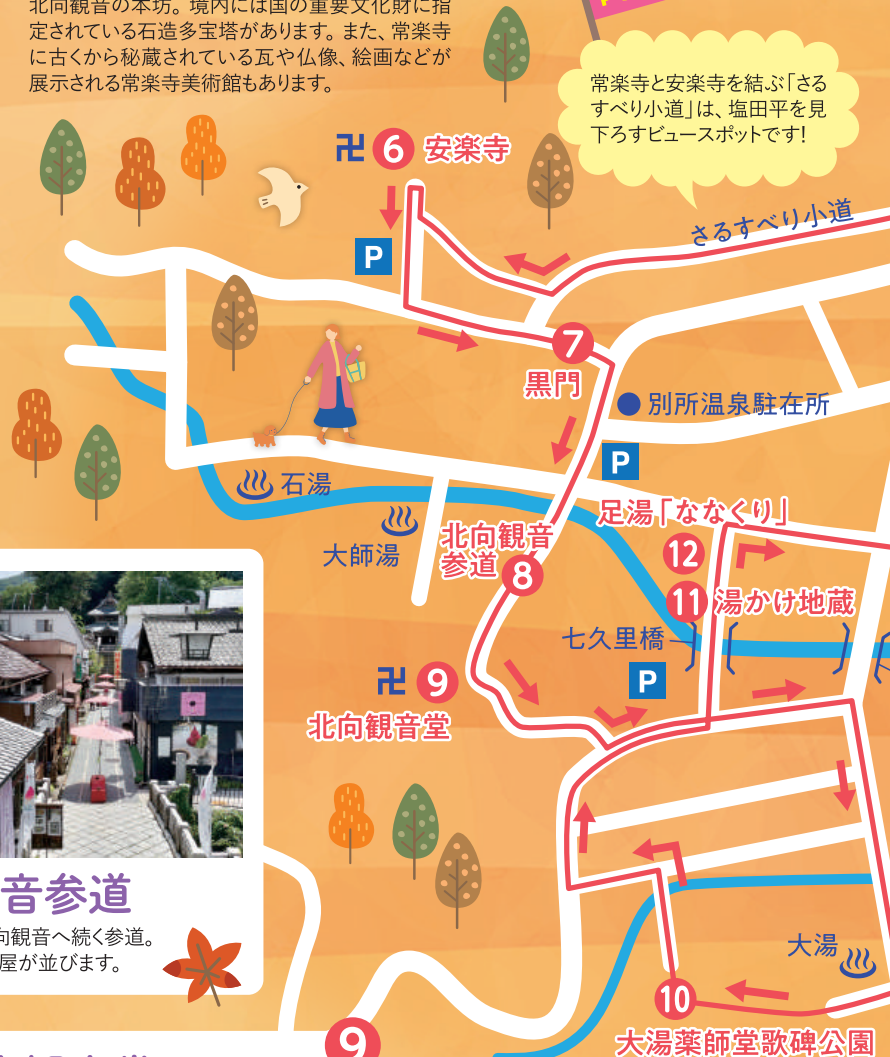 北向観音の本坊。境内には国の重要文化財に指
定されている石造多宝塔があります。また、常楽寺
に古くから秘蔵されている瓦や仏像、絵画などが
展示される常楽寺美術館もあります。
常楽寺と安楽寺を結ぶ「さる
すべり小道」は、塩田平を見
下ろすビュースポットです!
卍 6 安楽寺
さるすべり小道
P
7
黒門
別所温泉駐在所
P
石湯
足湯「ななくり」
大師湯
北向観音
参道 8
12
11 湯かけ地蔵
七久里橋
P
卍 9
北向観音堂
音参道
向観音へ続く参道。
屋が並びます。
大湯
10
大湯薬師堂歌碑公園
9